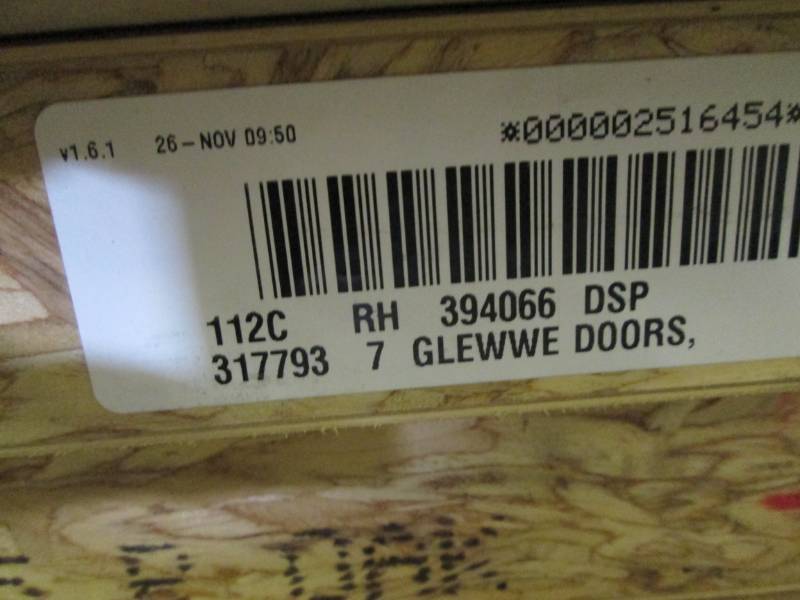 v1.6.1 26-NOV 09:50 *000002516454*
112C RH 394066 DSP
317793 7 GLEWWE DOORS,